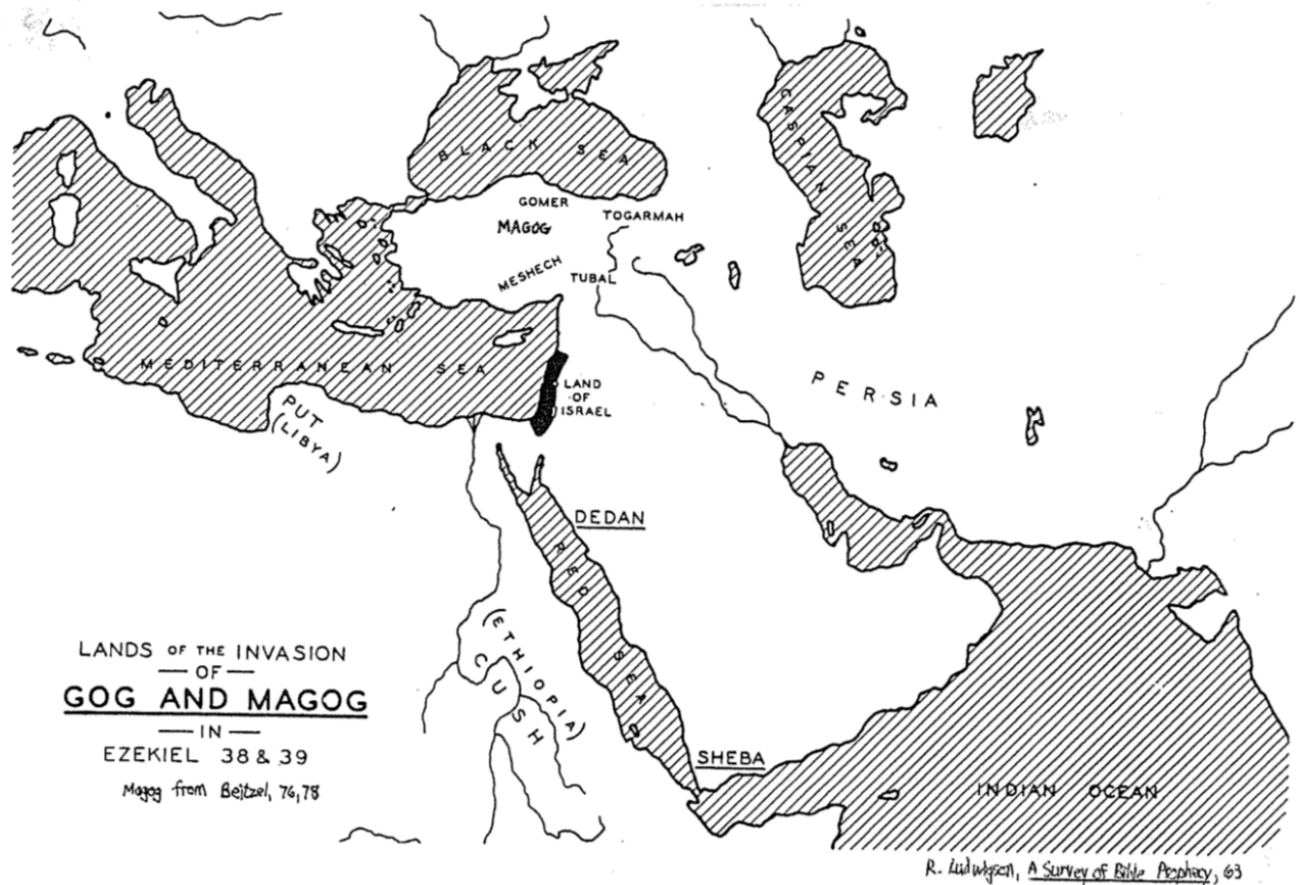 BLACK SEA
CASPIAN SEA
GOMER
TOGARMAH
MAGOG
MESHECH
TUBAL
MEDITERRANEAN SEA
LAND
OF
ISRAEL
PERSIA
PUT
(LIBYA)
DEDAN
RED SEA
(ETHIOPIA)
CUSH
SHEBA
INDIAN OCEAN
LANDS OF THE INVASION
— OF —
GOG AND MAGOG
— IN —
EZEKIEL 38 & 39
Magog from Beitzel, 76, 78
R. Ludwigson, A Survey of Bible Prophecy, 63